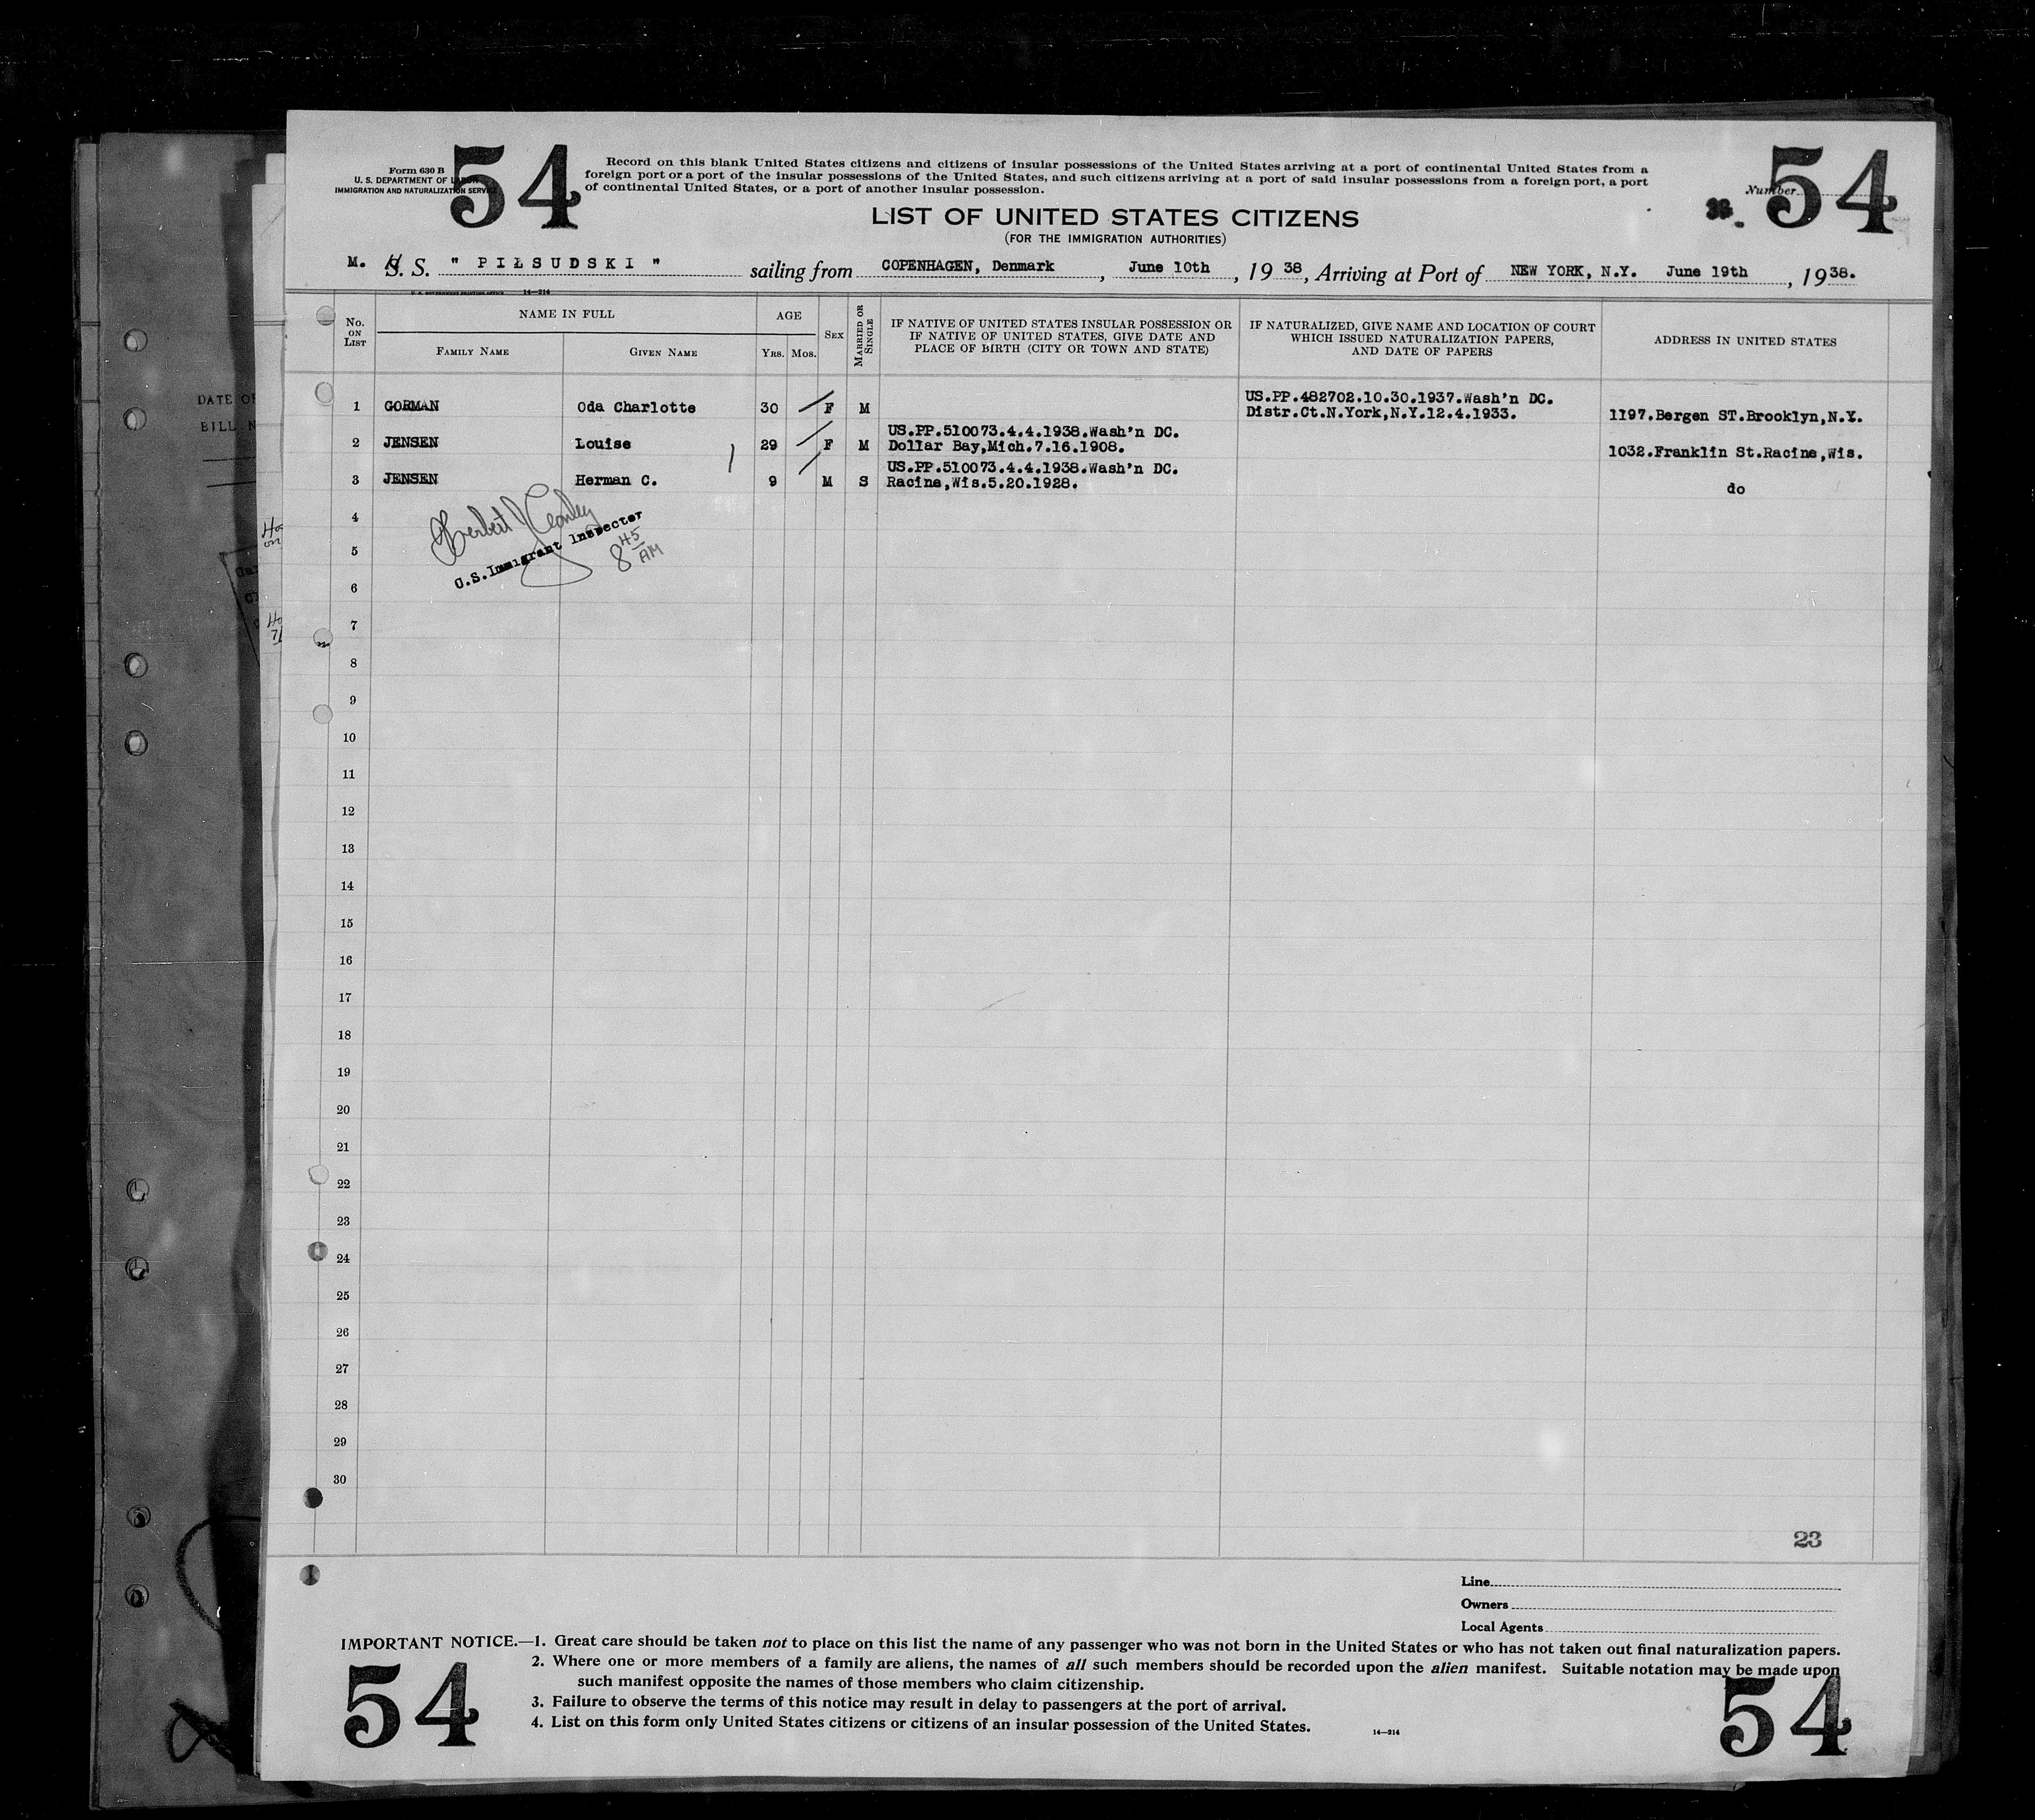 54
54
Form 630 B
U. S. DEPARTMENT OF LABOR
IMMIGRATION AND NATURALIZATION SERVICE
Record on this blank United States citizens and citizens of insular possessions of the United States arriving at a port of continental United States from a
foreign port or a port of the insular possessions of the United States, and such citizens arriving at a port of said insular possessions from a foreign port, a port
of continental United States, or a port of another insular possession.
Number
LIST OF UNITED STATES CITIZENS
(FOR THE IMMIGRATION AUTHORITIES)
M. S. S. " PIŁSUDSKI " sailing from COPENHAGEN, Denmark, June 10th, 19 38, Arriving at Port of NEW YORK, N.Y. June 19th, 1938.
U. S. GOVERNMENT PRINTING OFFICE 14—214
No. ON LIST
NAME IN FULL
FAMILY NAME
GIVEN NAME
AGE
YRS. MOS.
SEX
MARRIED OR SINGLE
IF NATIVE OF UNITED STATES INSULAR POSSESSION OR
IF NATIVE OF UNITED STATES, GIVE DATE AND
PLACE OF BIRTH (CITY OR TOWN AND STATE)
IF NATURALIZED, GIVE NAME AND LOCATION OF COURT
WHICH ISSUED NATURALIZATION PAPERS,
AND DATE OF PAPERS
ADDRESS IN UNITED STATES
US.PP.482702.10.30.1937.Wash'n DC.
1 GORMAN Oda Charlotte 30 F M Distr.Ct.N.York,N.Y.12.4.1933. 1197.Bergen ST.Brooklyn,N.Y.
US.PP.510073.4.4.1938.Wash'n DC.
2 JENSEN Louise 29 F M Dollar Bay,Mich.7.16.1908. 1032.Franklin St.Racine,Wis.
US.PP.510073.4.4.1938.Wash'n DC.
3 JENSEN Herman C. 9 M S Racine,Wis.5.20.1928. do
4
Herbert
U.S.Immigrant Inspector
8 45 AM
5
6
7
8
9
10
11
12
13
14
15
16
17
18
19
20
21
22
23
24
25
26
27
28
29
30
23
Line
Owners
Local Agents
IMPORTANT NOTICE.—1. Great care should be taken not to place on this list the name of any passenger who was not born in the United States or who has not taken out final naturalization papers.
2. Where one or more members of a family are aliens, the names of all such members should be recorded upon the alien manifest. Suitable notation may be made upon
such manifest opposite the names of those members who claim citizenship.
3. Failure to observe the terms of this notice may result in delay to passengers at the port of arrival.
4. List on this form only United States citizens or citizens of an insular possession of the United States.
14—214
54
54
DATE OF
BILL